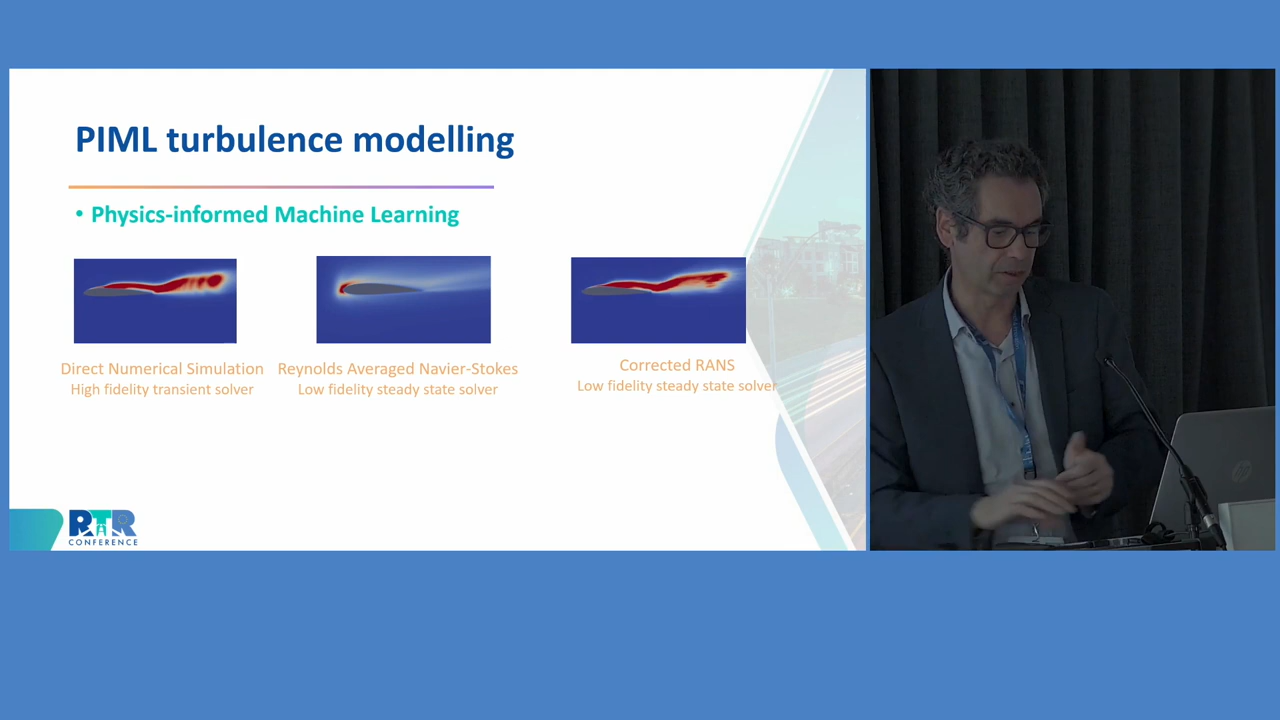 PIML turbulence modelling
• Physics-informed Machine Learning
Direct Numerical Simulation
High fidelity transient solver
Reynolds Averaged Navier-Stokes
Low fidelity steady state solver
Corrected RANS
Low fidelity steady state solver
RTR
CONFERENCE
hp